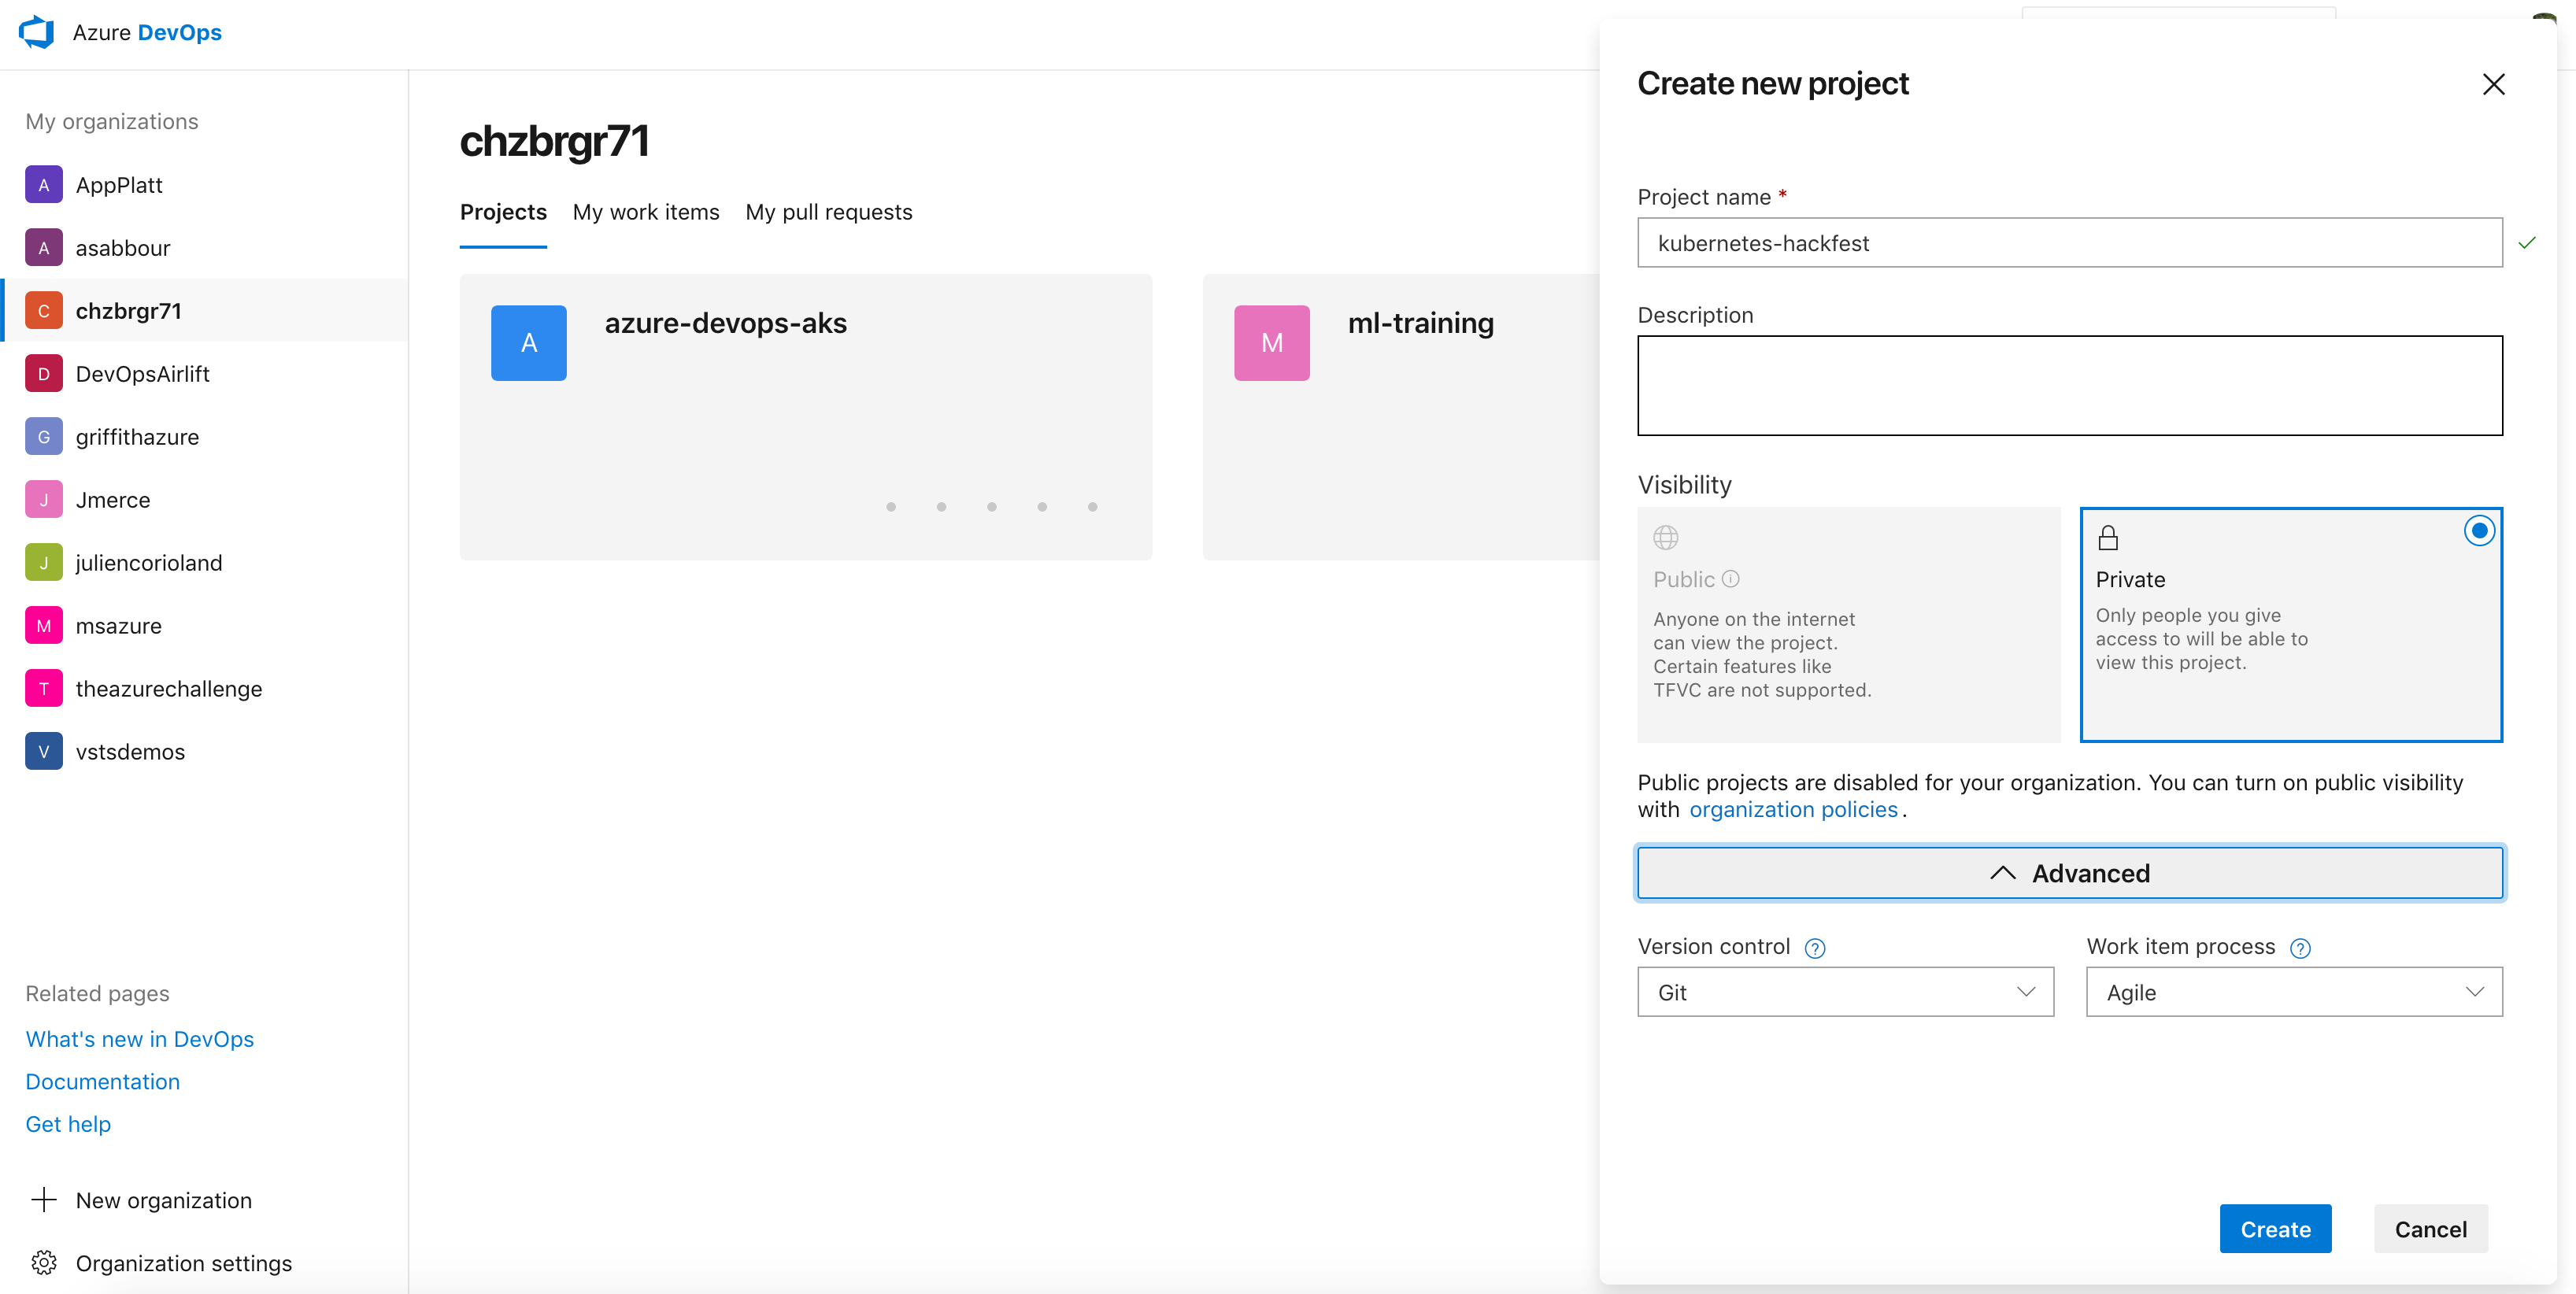 Azure DevOps
My organizations
A AppPlatt
A asabbour
C chzbrgr71
D DevOpsAirlift
G griffithazure
J Jmerce
J juliencorioland
M msazure
T theazurechallenge
V vstsdemos
Related pages
What's new in DevOps
Documentation
Get help
New organization
Organization settings
chzbrgr71
Projects My work items My pull requests
A azure-devops-aks
M ml-training
Create new project
Project name *
kubernetes-hackfest
Description
Visibility
Public
Anyone on the internet
can view the project.
Certain features like
TFVC are not supported.
Private
Only people you give
access to will be able to
view this project.
Public projects are disabled for your organization. You can turn on public visibility
with organization policies.
Advanced
Version control ?
Git
Work item process ?
Agile
Create
Cancel